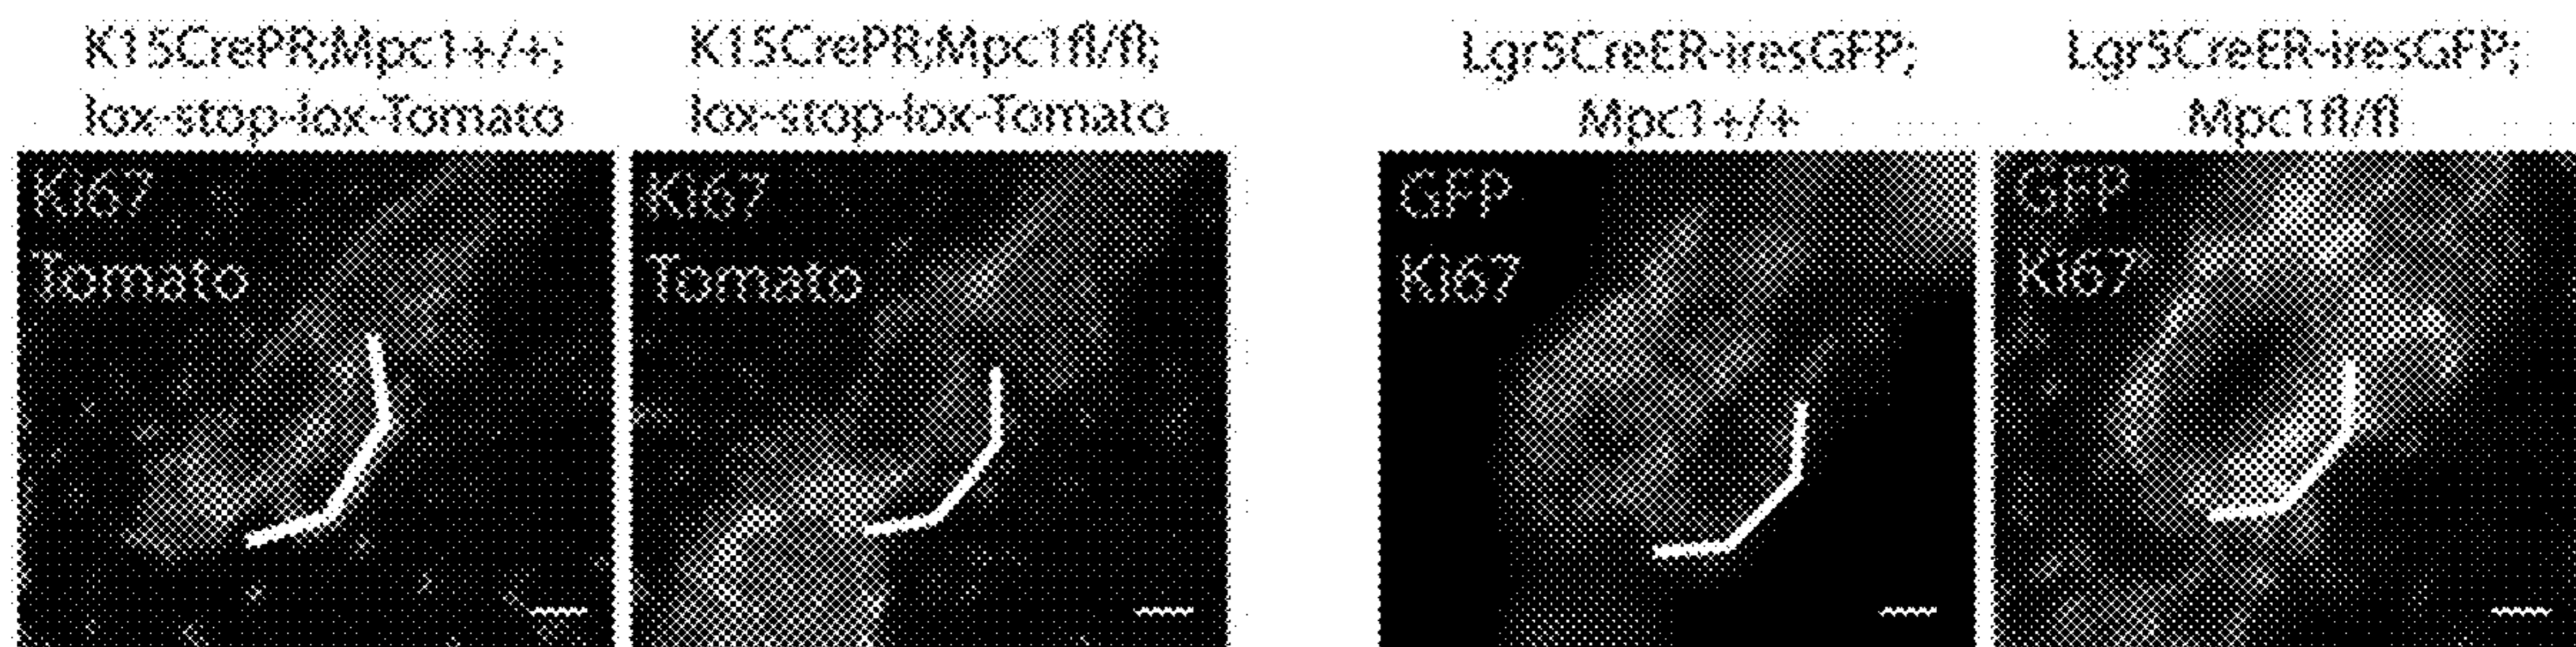 K15CrePR;Mpc1+/+;
lox-stop-lox-Tomato
K15CrePR;Mpc1fl/fl;
lox-stop-lox-Tomato
Lgr5CreER-iresGFP;
Mpc1+/+
Lgr5CreER-iresGFP;
Mpc1fl/fl
Ki67
Tomato
Ki67
Tomato
GFP
Ki67
GFP
Ki67